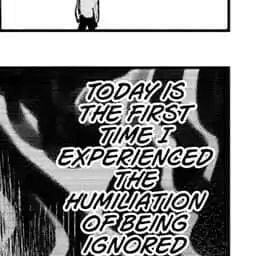 TODAY IS
THE FIRST
TIME I
EXPERIENCED
THE
HUMILIATION
OF BEING
IGNORED